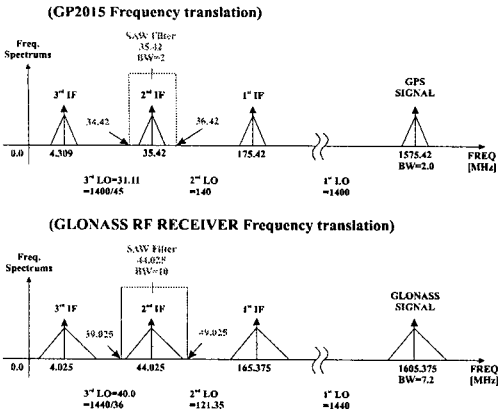 (GP2015 Frequency translation)
SAW Filter
35.42
BW=2
Freq.
Spectrums
3rd IF
2nd IF
1st IF
GPS
SIGNAL
34.42
36.42
0.0
4.309
35.42
175.42
1575.42
BW=2.0
FREQ
[MHz]
3rd LO=31.11
=1400/45
2nd LO
=140
1st LO
=1400
(GLONASS RF RECEIVER Frequency translation)
SAW Filter
44.025
BW=10
Freq.
Spectrums
3rd IF
2nd IF
1st IF
GLONASS
SIGNAL
39.025
49.025
0.0
4.025
44.025
165.375
1605.375
BW=7.2
FREQ
[MHz]
3rd LO=40.0
=1440/36
2nd LO
=121.35
1st LO
=1440